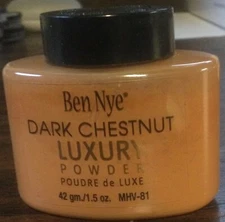 Ben Nye®
DARK CHESTNUT
LUXURY
POWDER
POUDRE de LUXE
42 gm./1.5 oz. MHV-81